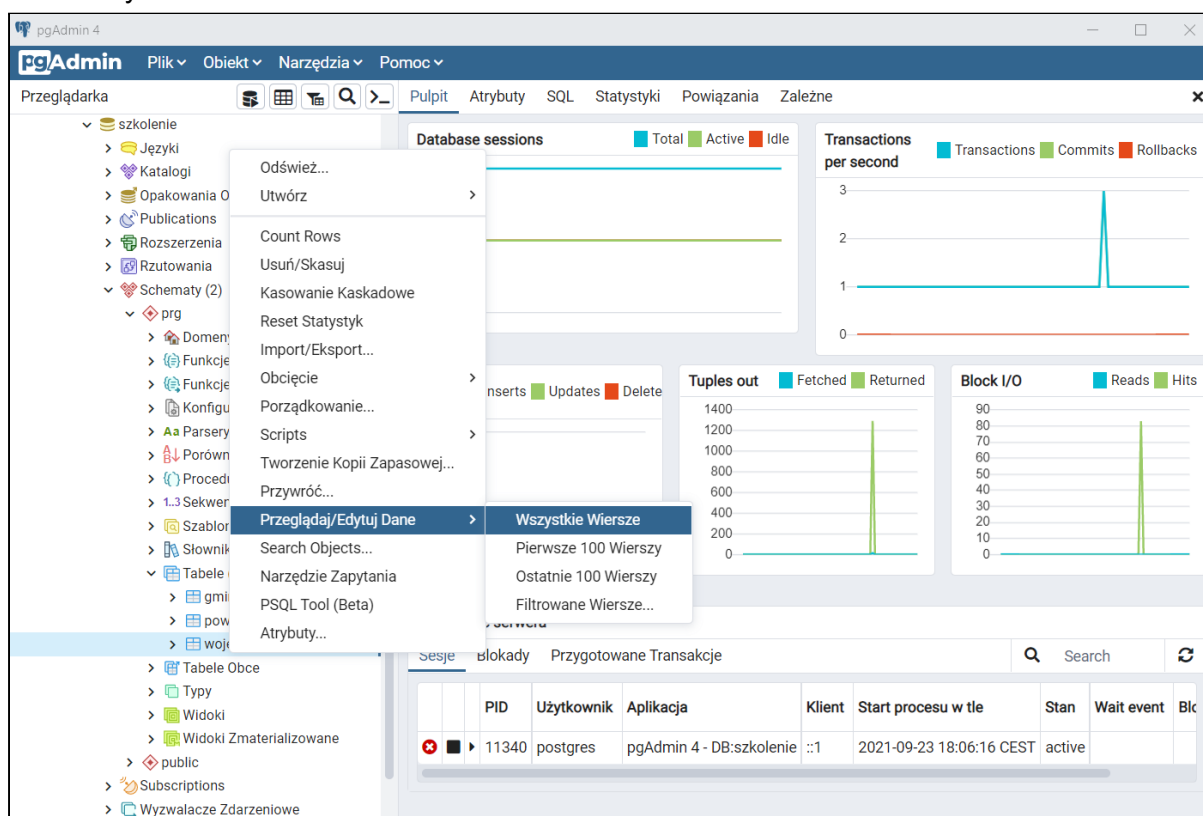 pgAdmin 4
pgAdmin Plik Obiekt Narzędzia Pomoc
Przeglądarka
Pulpit Atrybuty SQL Statystyki Powiązania Zależne
szkolenie
Języki
Katalogi
Opakowania O
Publications
Rozszerzenia
Rzutowania
Schematy (2)
prg
Domeny
Funkcje
Funkcje
Konfigu
Aa Parsery
Porówn
Proced
1..3 Sekwen
Szablon
Słownik
Tabele
gmi
pow
woje
Tabele Obce
Typy
Widoki
Widoki Zmaterializowane
public
Subscriptions
Wyzwalacze Zdarzeniowe
Odśwież...
Utwórz
Count Rows
Usuń/Skasuj
Kasowanie Kaskadowe
Reset Statystyk
Import/Eksport...
Obcięcie
Porządkowanie...
Scripts
Tworzenie Kopii Zapasowej...
Przywróć...
Przeglądaj/Edytuj Dane
Search Objects...
Narzędzie Zapytania
PSQL Tool (Beta)
Atrybuty...
Wszystkie Wiersze
Pierwsze 100 Wierszy
Ostatnie 100 Wierszy
Filtrowane Wiersze...
Database sessions Total Active Idle
Transactions per second Transactions Commits Rollbacks
3
2
1
0
nserts Updates Delete
Tuples out Fetched Returned
1400
1200
1000
800
600
400
200
0
Block I/O Reads Hits
90
80
70
60
50
40
30
20
10
0
Sesje Blokady Przygotowane Transakcje Search
PID Użytkownik Aplikacja Klient Start procesu w tle Stan Wait event Blo
11340 postgres pgAdmin 4 - DB:szkolenie ::1 2021-09-23 18:06:16 CEST active